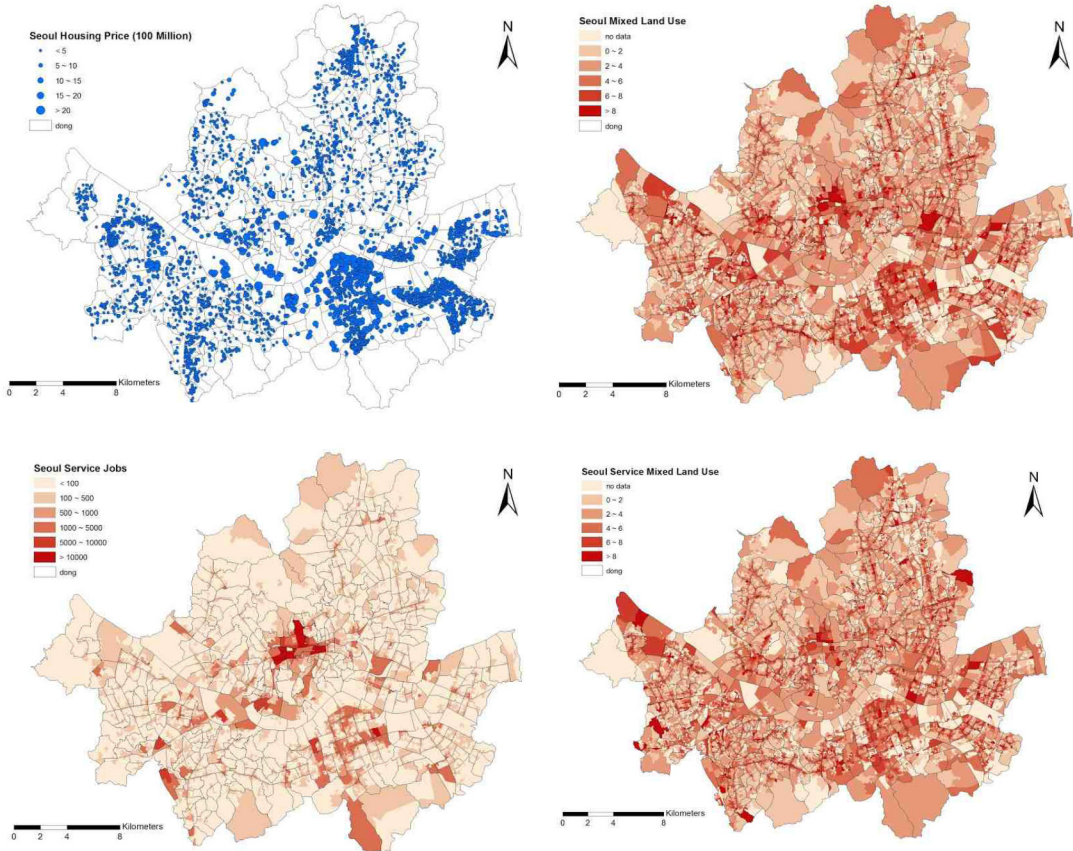 Seoul Housing Price (100 Million)
< 5
5 ~ 10
10 ~ 15
15 ~ 20
> 20
dong
N
0 2 4 8 Kilometers
Seoul Mixed Land Use
no data
0 ~ 2
2 ~ 4
4 ~ 6
6 ~ 8
> 8
dong
N
0 2 4 8 Kilometers
Seoul Service Jobs
< 100
100 ~ 500
500 ~ 1000
1000 ~ 5000
5000 ~ 10000
> 10000
dong
N
0 2 4 8 Kilometers
Seoul Service Mixed Land Use
no data
0 ~ 2
2 ~ 4
4 ~ 6
6 ~ 8
> 8
dong
N
0 2 4 8 Kilometers